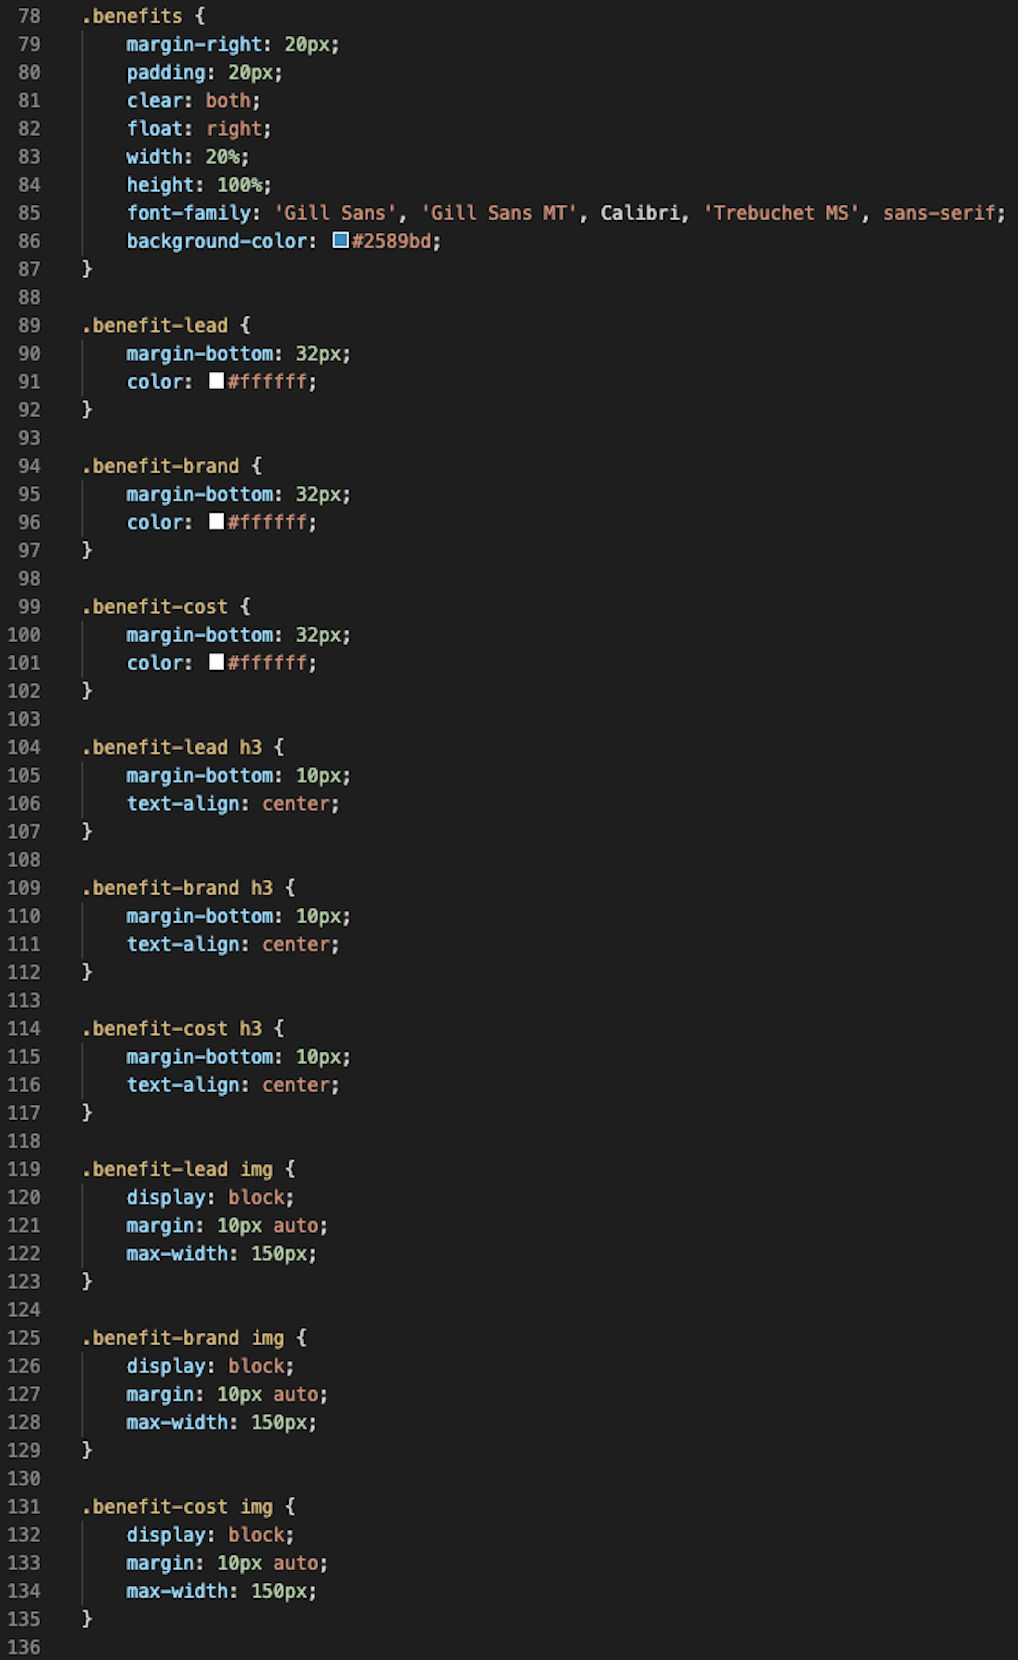 78 .benefits {
79 margin-right: 20px;
80 padding: 20px;
81 clear: both;
82 float: right;
83 width: 20%;
84 height: 100%;
85 font-family: 'Gill Sans', 'Gill Sans MT', Calibri, 'Trebuchet MS', sans-serif;
86 background-color: #2589bd;
87 }
88
89 .benefit-lead {
90 margin-bottom: 32px;
91 color: #ffffff;
92 }
93
94 .benefit-brand {
95 margin-bottom: 32px;
96 color: #ffffff;
97 }
98
99 .benefit-cost {
100 margin-bottom: 32px;
101 color: #ffffff;
102 }
103
104 .benefit-lead h3 {
105 margin-bottom: 10px;
106 text-align: center;
107 }
108
109 .benefit-brand h3 {
110 margin-bottom: 10px;
111 text-align: center;
112 }
113
114 .benefit-cost h3 {
115 margin-bottom: 10px;
116 text-align: center;
117 }
118
119 .benefit-lead img {
120 display: block;
121 margin: 10px auto;
122 max-width: 150px;
123 }
124
125 .benefit-brand img {
126 display: block;
127 margin: 10px auto;
128 max-width: 150px;
129 }
130
131 .benefit-cost img {
132 display: block;
133 margin: 10px auto;
134 max-width: 150px;
135 }
136